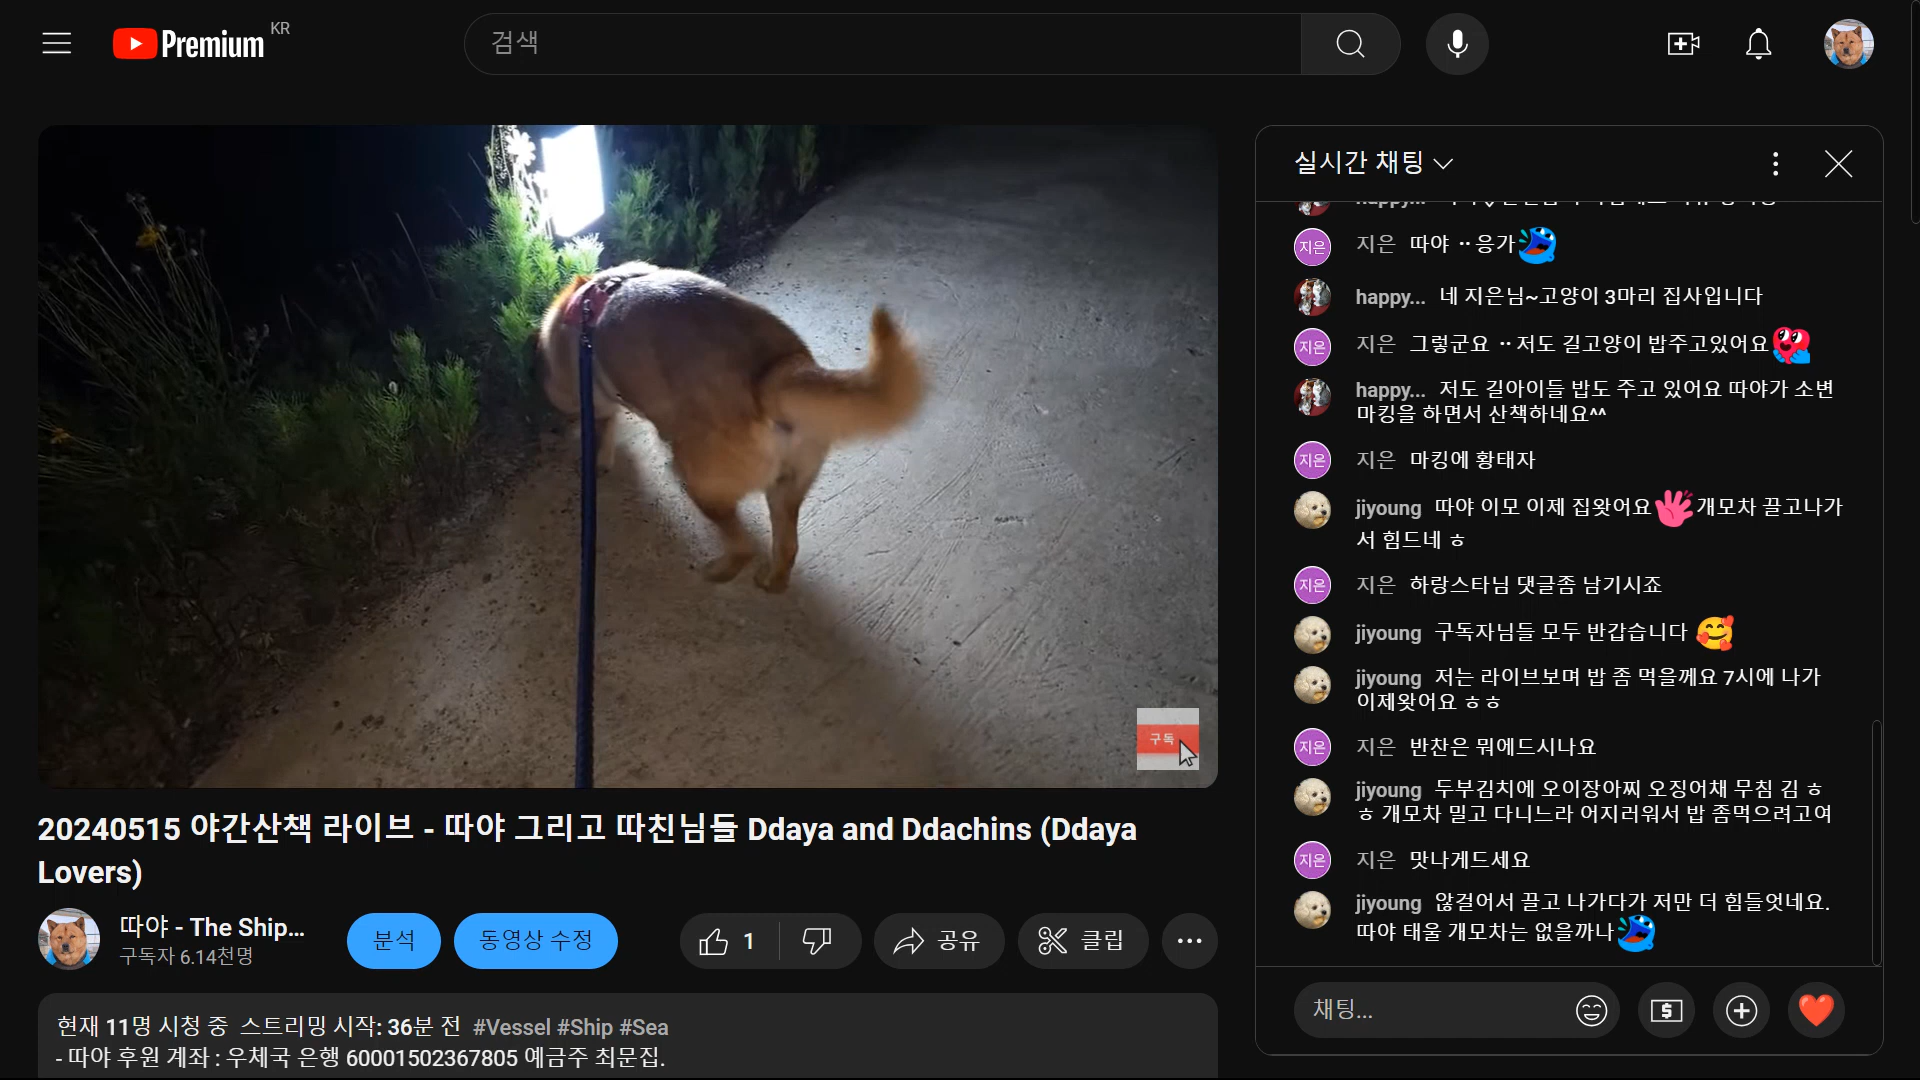 Premium KR
검색
실시간 채팅
지은 따야 ··응가
happy... 네 지은님~고양이 3마리 집사입니다
지은 그렇군요 ··저도 길고양이 밥주고있어요
happy... 저도 길아이들 밥도 주고 있어요 따야가 소변
마킹을 하면서 산책하네요^^
지은 마킹에 황태자
jiyoung 따야 이모 이제 집왓어요 개모차 끌고나가
서 힘드네 ㅎ
지은 하랑스타님 댓글좀 남기시죠
jiyoung 구독자님들 모두 반갑습니다
jiyoung 저는 라이브보며 밥 좀 먹을께요 7시에 나가
이제왓어요 ㅎㅎ
지은 반찬은 뭐에드시나요
jiyoung 두부김치에 오이장아찌 오징어채 무침 김 ㅎ
ㅎ 개모차 밀고 다니느라 어지러워서 밥 좀먹으려고여
지은 맛나게드세요
jiyoung 않걸어서 끌고 나가다가 저만 더 힘들엇네요.
따야 태울 개모차는 없을까나
채팅...
구독
20240515 야간산책 라이브 - 따야 그리고 따친님들 Ddaya and Ddachins (Ddaya
Lovers)
따야 - The Ship...
구독자 6.14천명
분석
동영상 수정
1
공유
클립
현재 11명 시청 중 스트리밍 시작: 36분 전 #Vessel #Ship #Sea
- 따야 후원 계좌 : 우체국 은행 60001502367805 예금주 최문집.